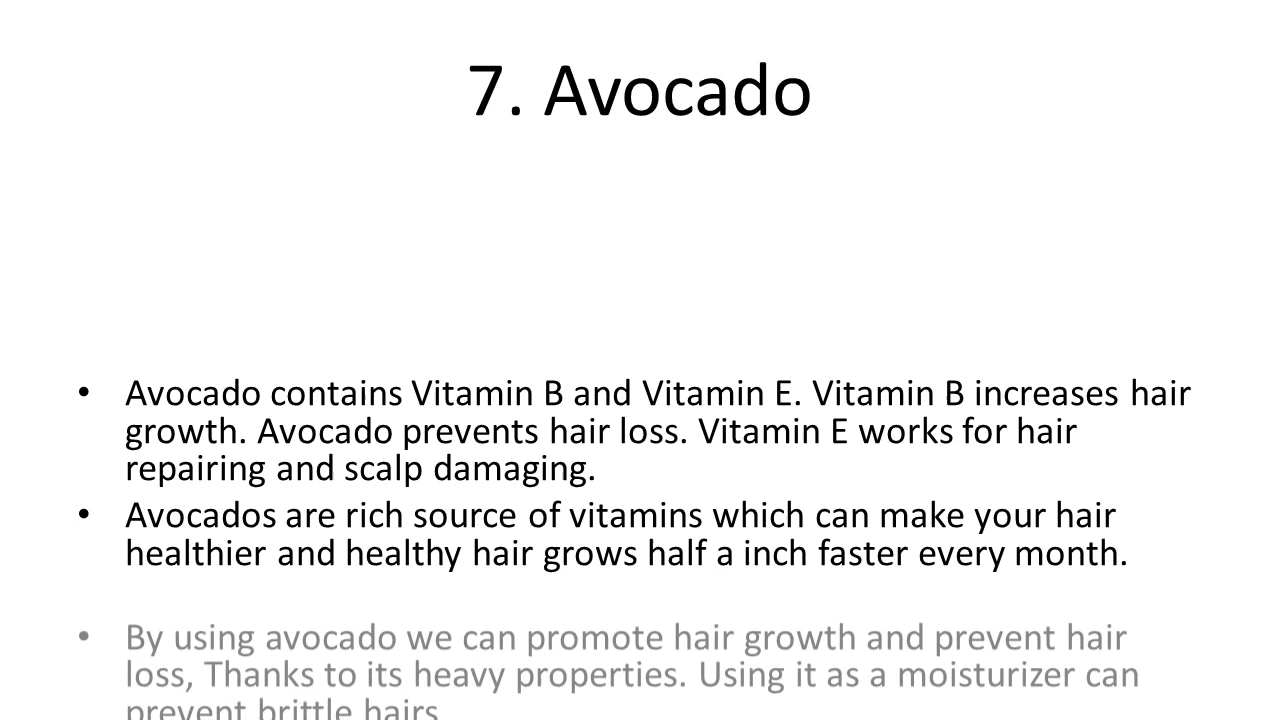 7. Avocado
• Avocado contains Vitamin B and Vitamin E. Vitamin B increases hair
growth. Avocado prevents hair loss. Vitamin E works for hair
repairing and scalp damaging.
• Avocados are rich source of vitamins which can make your hair
healthier and healthy hair grows half a inch faster every month.
• By using avocado we can promote hair growth and prevent hair
loss, Thanks to its heavy properties. Using it as a moisturizer can
prevent brittle hairs